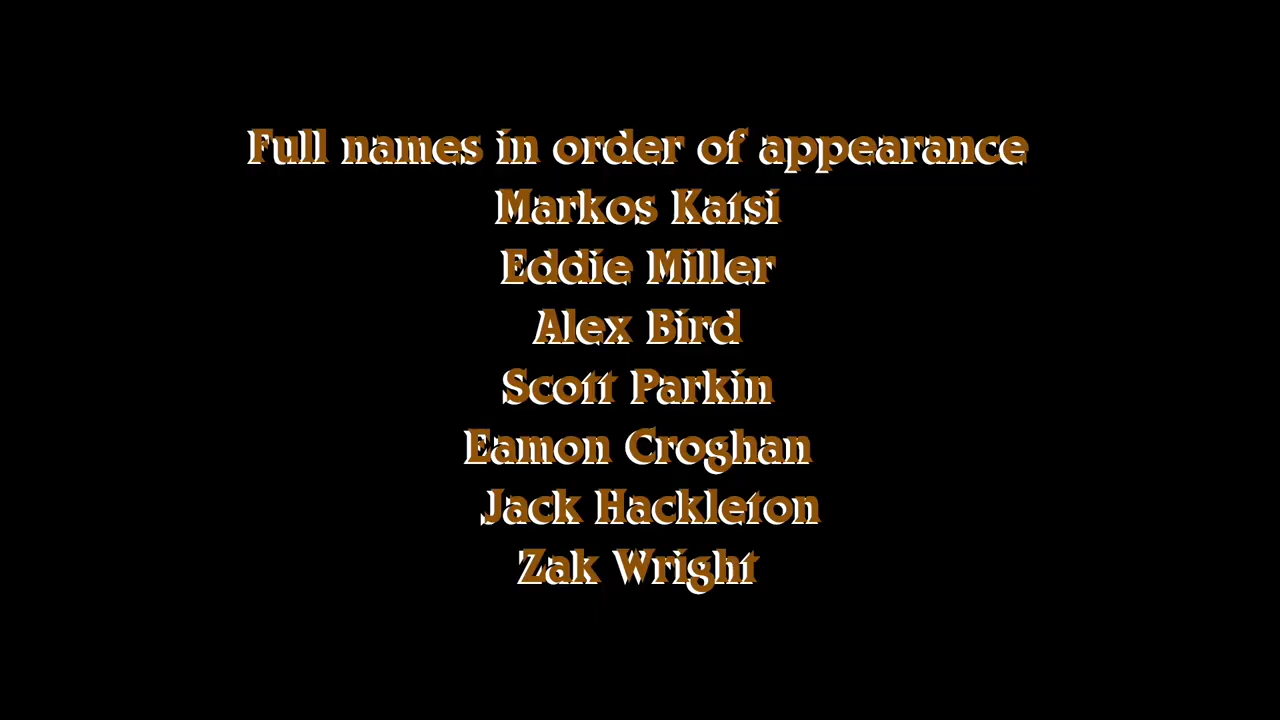 Full names in order of appearance
Markos Katsi
Eddie Miller
Alex Bird
Scott Parkin
Eamon Croghan
Jack Hackleton
Zak Wright